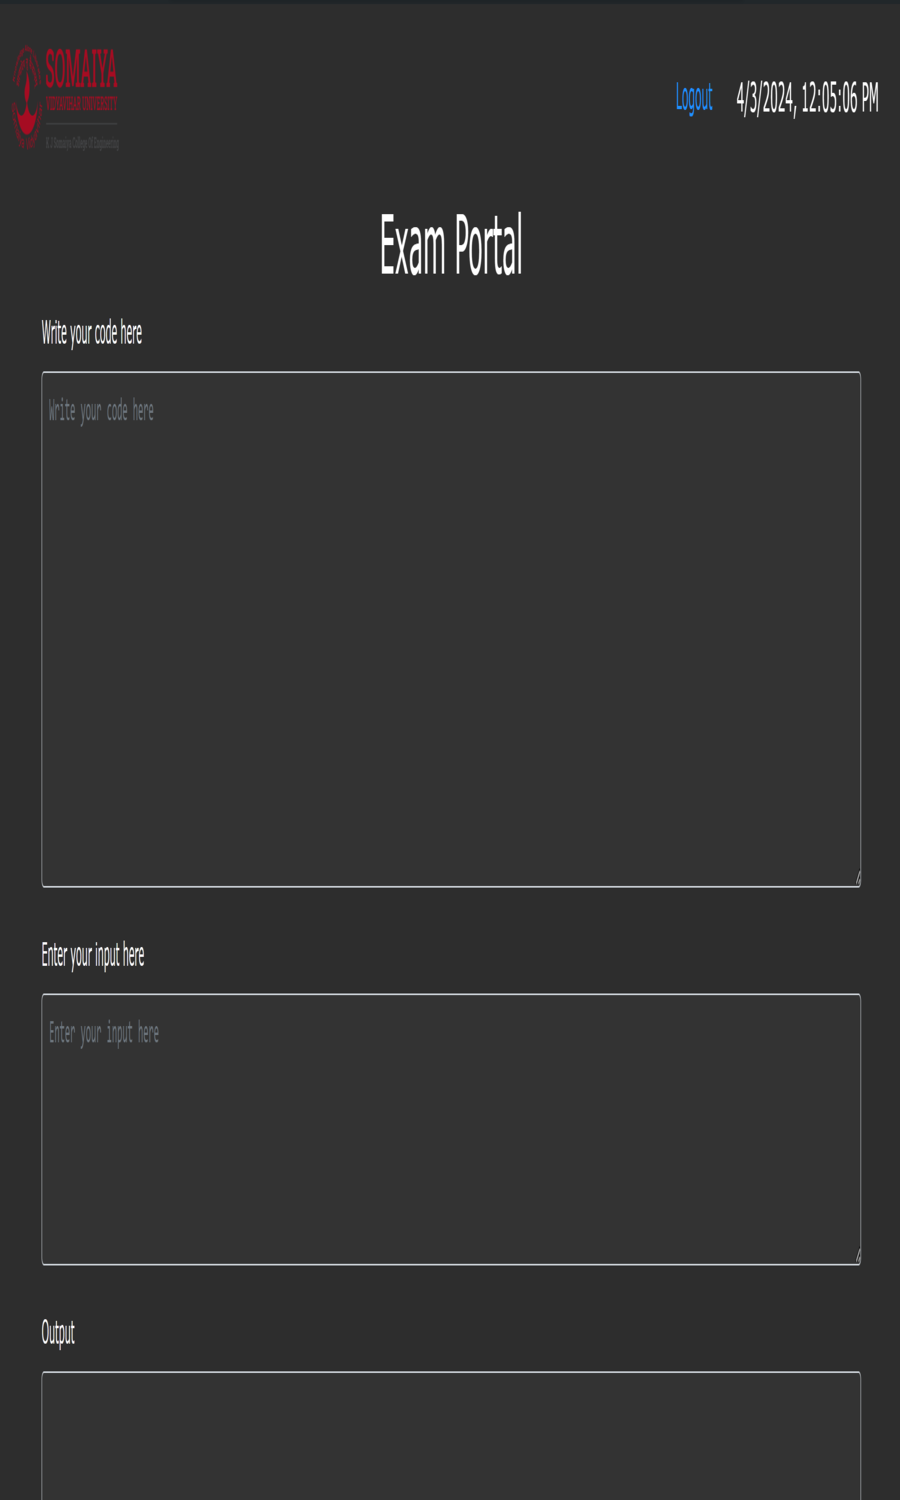 SOMAIYA
VIDYAVIHAR UNIVERSITY
K J Somaiya College Of Engineering
Logout
4/3/2024, 12:05:06 PM
Exam Portal
Write your code here
Write your code here
Enter your input here
Enter your input here
Output